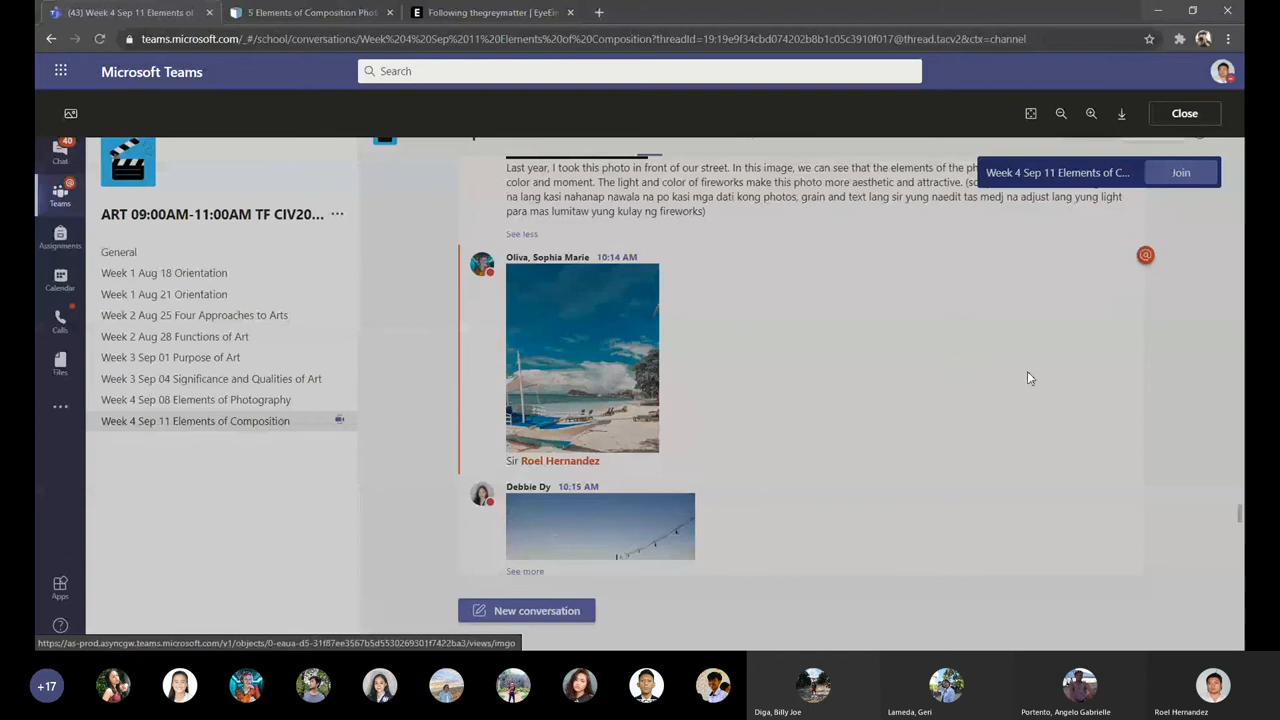 (43) Week 4 Sep 11 Elements of
5 Elements of Composition Phot
Following thegreymatter | EyeEm
teams.microsoft.com/_#/school/conversations/Week%204%20Sep%2011%20Elements%20of%20Composition?threadId=19:19e9f34cbd074202b8b1c05c3910f017@thread.tacv2&ctx=channel
Microsoft Teams
Search
Close
40
Chat
Teams
Assignments
Calendar
Calls
Files
Apps
ART 09:00AM-11:00AM TF CIV20...
General
Week 1 Aug 18 Orientation
Week 1 Aug 21 Orientation
Week 2 Aug 25 Four Approaches to Arts
Week 2 Aug 28 Functions of Art
Week 3 Sep 01 Purpose of Art
Week 3 Sep 04 Significance and Qualities of Art
Week 4 Sep 08 Elements of Photography
Week 4 Sep 11 Elements of Composition
Week 4 Sep 11 Elements of C...
Join
Last year, I took this photo in front of our street. In this image, we can see that the elements of the
color and moment. The light and color of fireworks make this photo more aesthetic and attractive.
na lang kasi nahanap nawala na po kasi mga dati kong photos, grain and text lang sir yung naedit tas medj na adjust lang yung light
para mas lumitaw yung kulay ng fireworks)
See less
Oliva, Sophia Marie 10:14 AM
Sir Roel Hernandez
Debbie Dy 10:15 AM
See more
New conversation
https://as-prod.asyncgw.teams.microsoft.com/v1/objects/0-eaua-d5-31f87ee3567b5d5530269301f7422ba3/views/imgo
+17
Diga, Billy Joe
Lameda, Geri
Portento, Angelo Gabrielle
Roel Hernandez